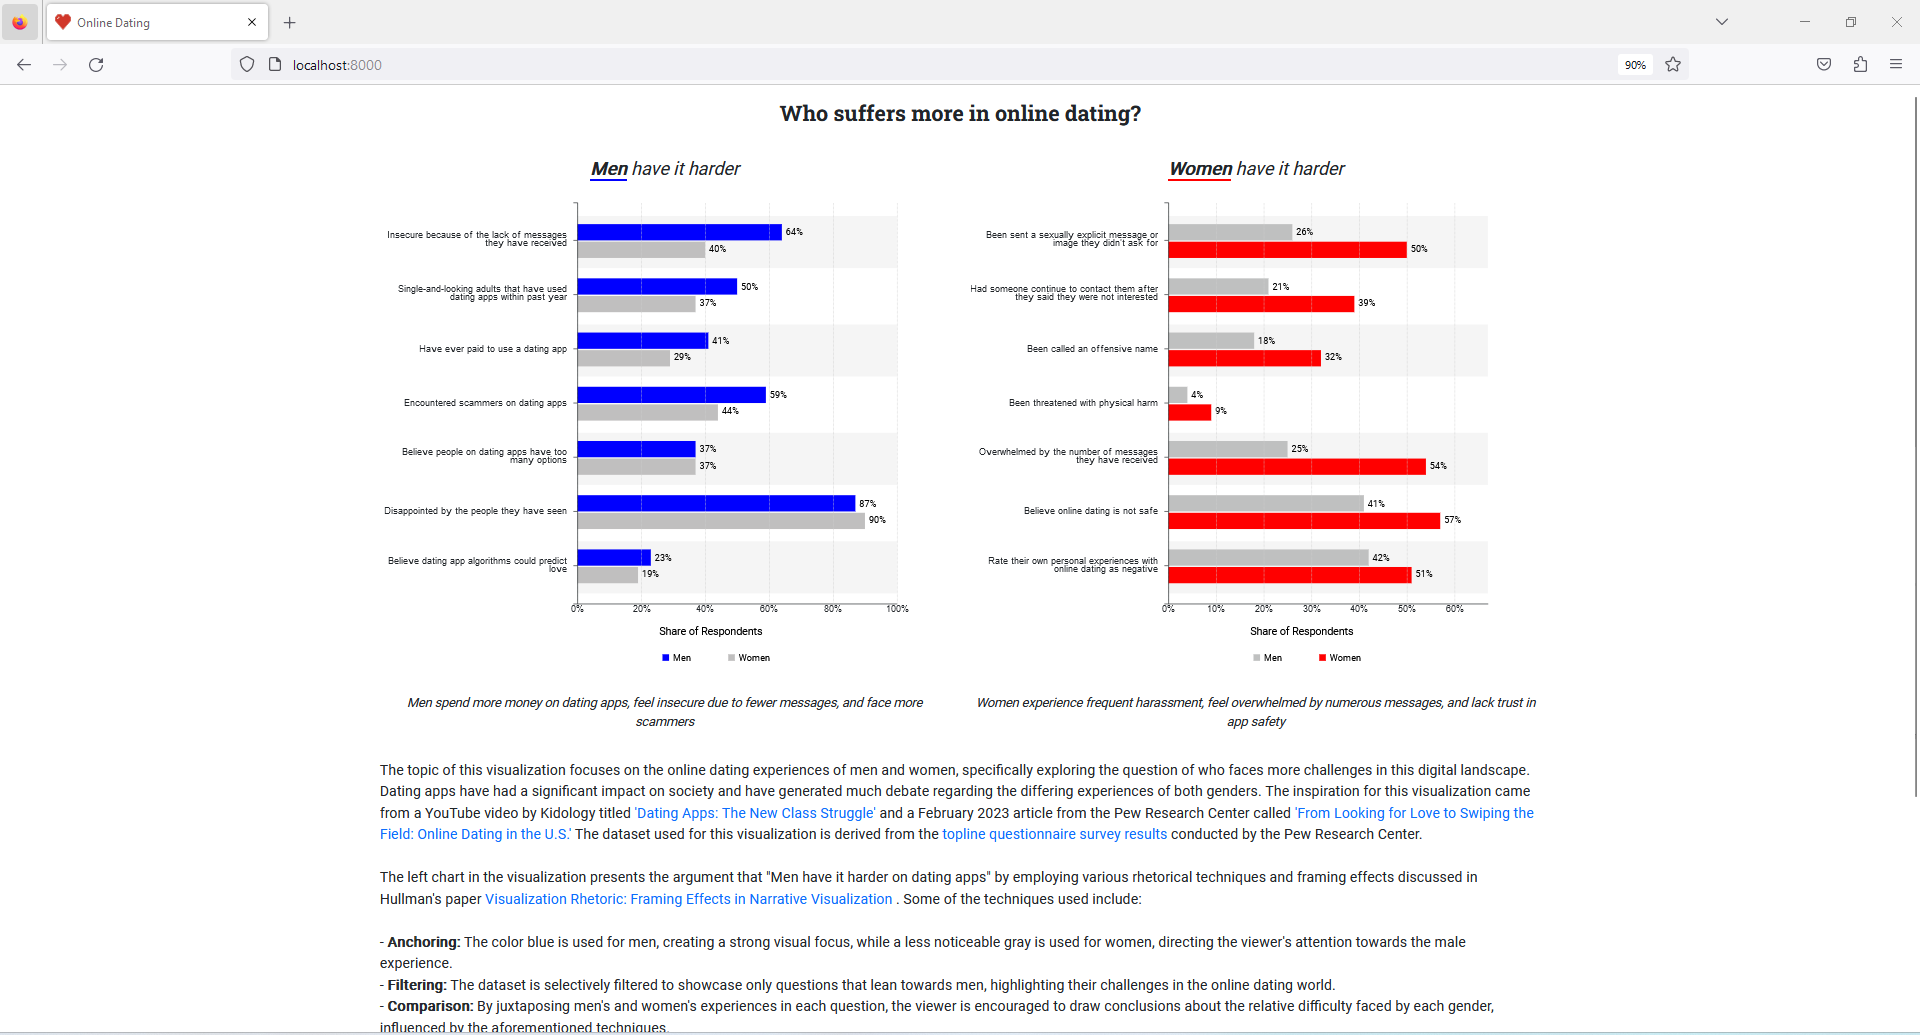 Online Dating
localhost:8000
90%
Who suffers more in online dating?
Men have it harder
Insecure because of the lack of messages
they have received
64%
40%
Single-and-looking adults that have used
dating apps within past year
50%
37%
Have ever paid to use a dating app
41%
29%
Encountered scammers on dating apps
59%
44%
Believe people on dating apps have too
many options
37%
37%
Disappointed by the people they have seen
87%
90%
Believe dating app algorithms could predict
love
23%
19%
0% 20% 40% 60% 80% 100%
Share of Respondents
Men Women
Men spend more money on dating apps, feel insecure due to fewer messages, and face more
scammers
Women have it harder
Been sent a sexually explicit message or
image they didn't ask for
26%
50%
Had someone continue to contact them after
they said they were not interested
21%
39%
Been called an offensive name
18%
32%
Been threatened with physical harm
4%
9%
Overwhelmed by the number of messages
they have received
25%
54%
Believe online dating is not safe
41%
57%
Rate their own personal experiences with
online dating as negative
42%
51%
0% 10% 20% 30% 40% 50% 60%
Share of Respondents
Men Women
Women experience frequent harassment, feel overwhelmed by numerous messages, and lack trust in
app safety
The topic of this visualization focuses on the online dating experiences of men and women, specifically exploring the question of who faces more challenges in this digital landscape.
Dating apps have had a significant impact on society and have generated much debate regarding the differing experiences of both genders. The inspiration for this visualization came
from a YouTube video by Kidology titled 'Dating Apps: The New Class Struggle' and a February 2023 article from the Pew Research Center called 'From Looking for Love to Swiping the
Field: Online Dating in the U.S.' The dataset used for this visualization is derived from the topline questionnaire survey results conducted by the Pew Research Center.
The left chart in the visualization presents the argument that "Men have it harder on dating apps" by employing various rhetorical techniques and framing effects discussed in
Hullman's paper Visualization Rhetoric: Framing Effects in Narrative Visualization . Some of the techniques used include:
- Anchoring: The color blue is used for men, creating a strong visual focus, while a less noticeable gray is used for women, directing the viewer's attention towards the male
experience.
- Filtering: The dataset is selectively filtered to showcase only questions that lean towards men, highlighting their challenges in the online dating world.
- Comparison: By juxtaposing men's and women's experiences in each question, the viewer is encouraged to draw conclusions about the relative difficulty faced by each gender,
influenced by the aforementioned techniques.